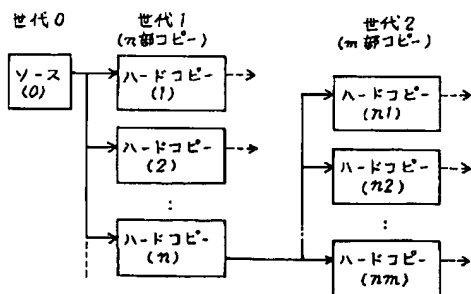 世代0
世代1
(n部コピー)
世代2
(m部コピー)
ソース
(0)
ハードコピー
(1)
ハードコピー
(2)
:
ハードコピー
(n)
ハードコピー
(n1)
ハードコピー
(n2)
:
ハードコピー
(nm)